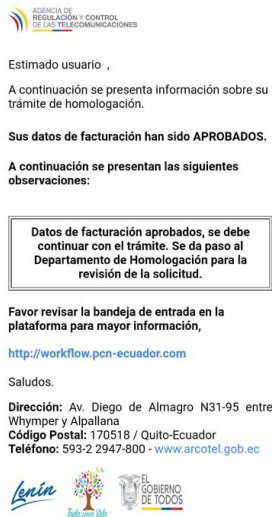 AGENCIA DE
REGULACIÓN Y CONTROL
DE LAS TELECOMUNICACIONES
Estimado usuario ,
A continuación se presenta información sobre su
trámite de homologación.
Sus datos de facturación han sido APROBADOS.
A continuación se presentan las siguientes
observaciones:
Datos de facturación aprobados, se debe
continuar con el trámite. Se da paso al
Departamento de Homologación para la
revisión de la solicitud.
Favor revisar la bandeja de entrada en la
plataforma para mayor información,
http://workflow.pcn-ecuador.com
Saludos.
Dirección: Av. Diego de Almagro N31-95 entre
Whymper y Alpallana
Código Postal: 170518 / Quito-Ecuador
Teléfono: 593-2 2947-800 - www.arcotel.gob.ec
Lenín
Toda una Vida
EL
GOBIERNO
DE TODOS